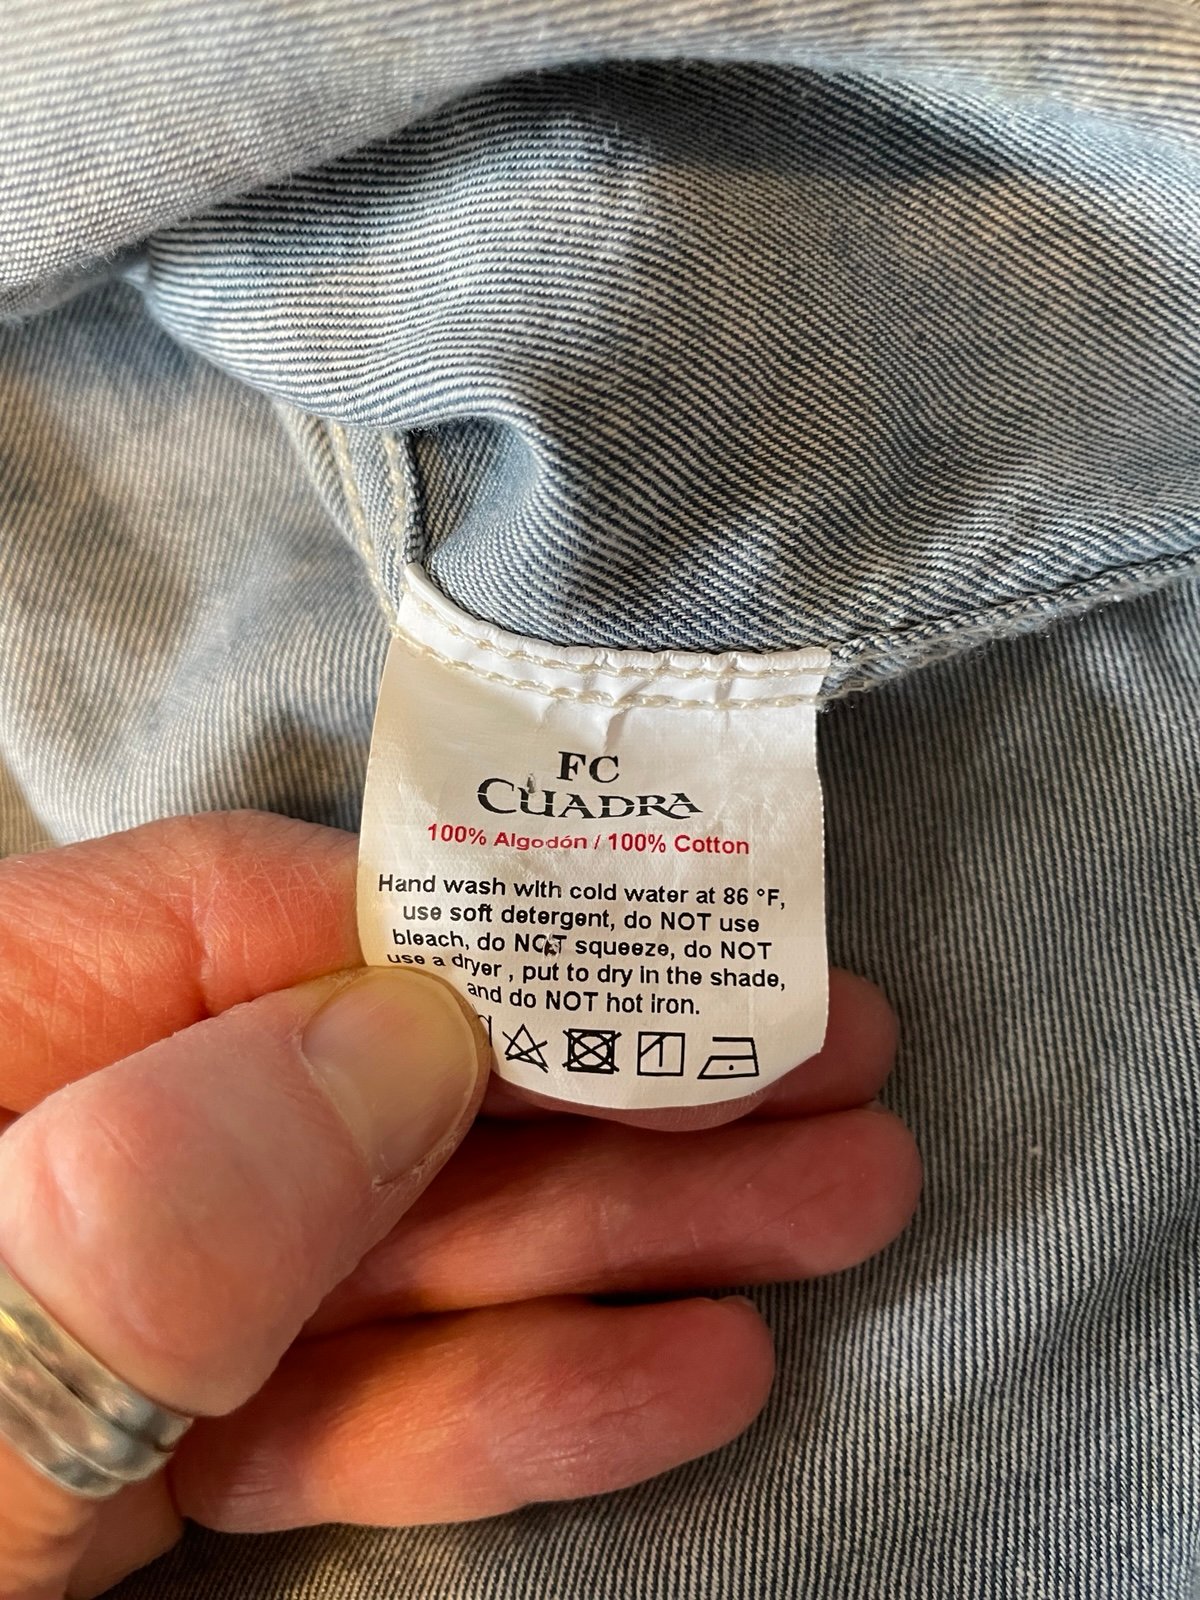 FC
CUADRA
100% Algodón / 100% Cotton
Hand wash with cold water at 86 °F,
use soft detergent, do NOT use
bleach, do NOT squeeze, do NOT
use a dryer , put to dry in the shade,
and do NOT hot iron.